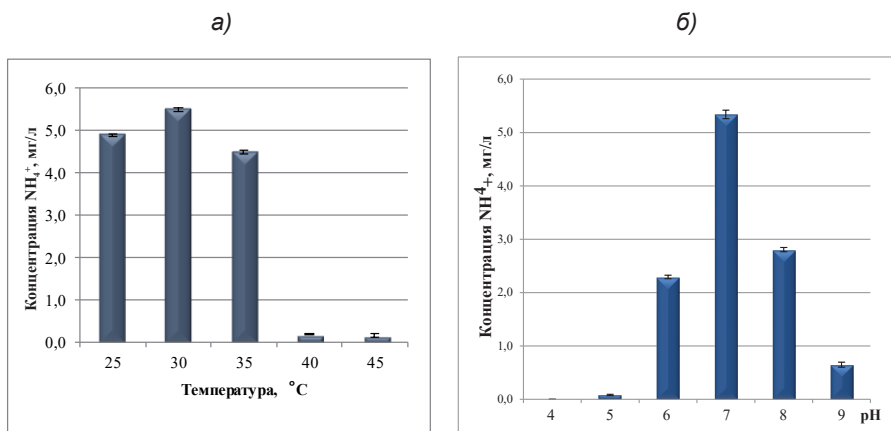 а)
б)
Концентрация NH₄⁺, мг/л
6,0
5,0
4,0
3,0
2,0
1,0
0,0
25 30 35 40 45
Температура, °С
Концентрация NH⁴₊, мг/л
6,0
5,0
4,0
3,0
2,0
1,0
0,0
4 5 6 7 8 9 рН